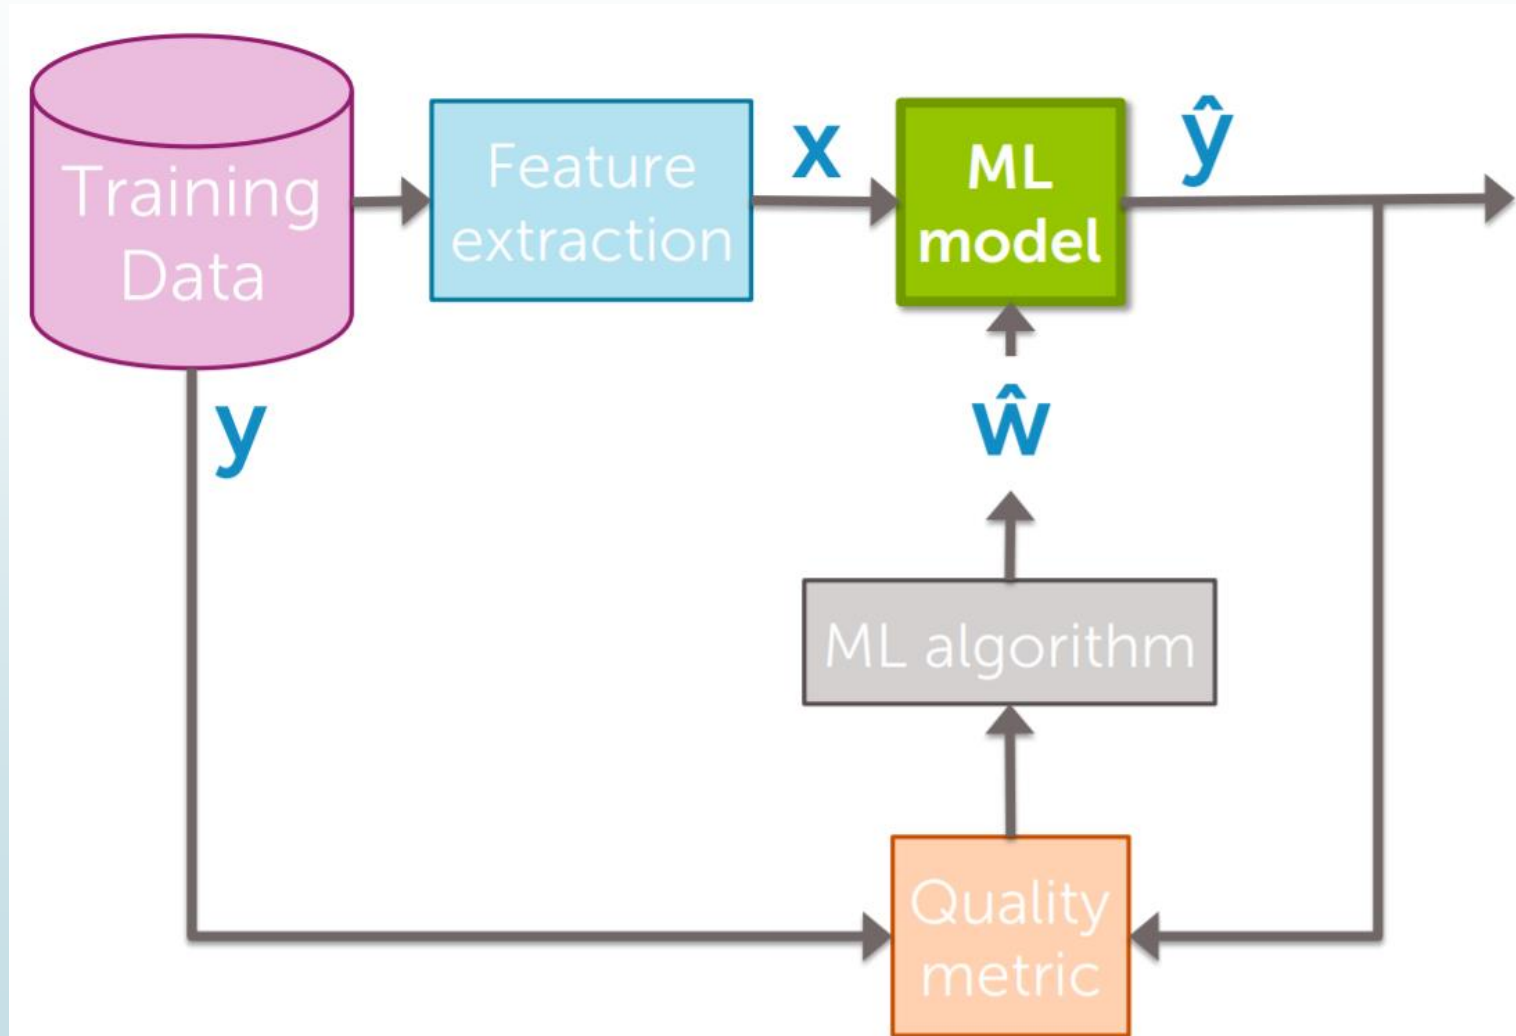 Training
Data
Feature
extraction
x
ML
model
ŷ
y
ŵ
ML algorithm
Quality
metric